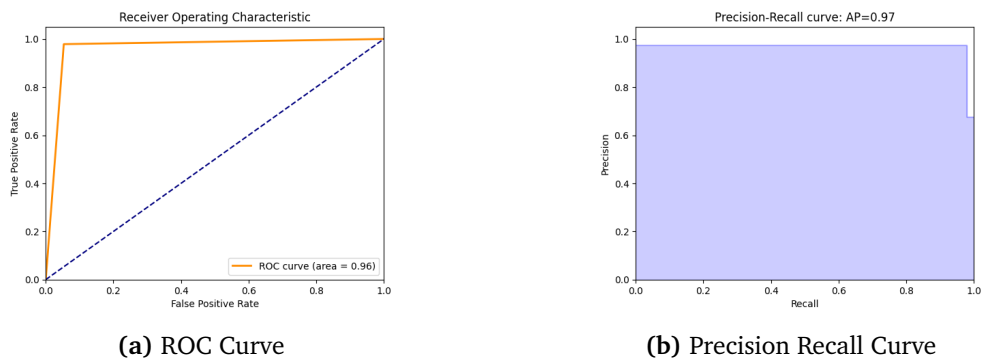 Receiver Operating Characteristic
1.0
0.8
0.6
0.4
0.2
0.0
True Positive Rate
ROC curve (area = 0.96)
0.0 0.2 0.4 0.6 0.8 1.0
False Positive Rate
(a) ROC Curve
Precision-Recall curve: AP=0.97
1.0
0.8
0.6
0.4
0.2
0.0
Precision
0.0 0.2 0.4 0.6 0.8 1.0
Recall
(b) Precision Recall Curve